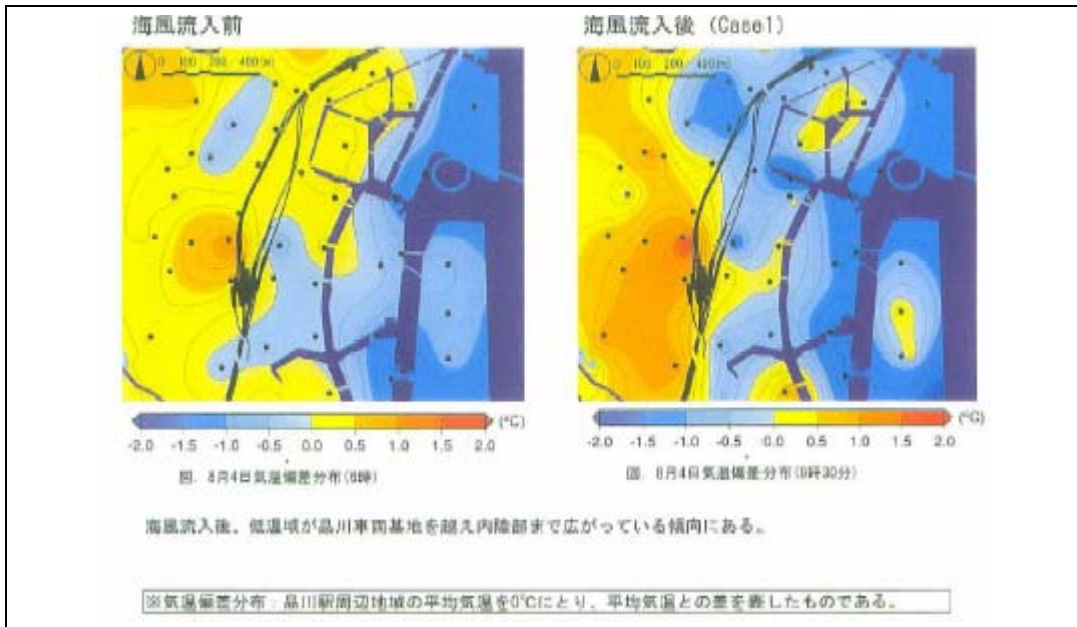 海風流入前
海風流入後 (Case1)
0 100 200 400(m)
0 100 200 400(m)
-2.0 -1.5 -1.0 -0.5 0.0 0.5 1.0 1.5 2.0 (℃)
-2.0 -1.5 -1.0 -0.5 0.0 0.5 1.0 1.5 2.0 (℃)
図. 8月4日気温偏差分布(6時)
図. 8月4日気温偏差分布(9時30分)
海風流入後、低温域が品川車両基地を越え内陸部まで広がっている傾向にある。
※気温偏差分布:品川駅周辺地域の平均気温を0℃にとり、平均気温との差を表したものである。